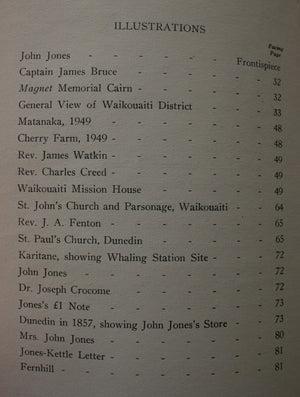 ILLUSTRATIONS
Facing
Page
John Jones - - - - - - Frontispiece
Captain James Bruce - - - - - 32
Magnet Memorial Cairn - - - - - 32
General View of Waikouaiti District - - - - 33
Matanaka, 1949 - - - - - - 48
Cherry Farm, 1949 - - - - - - 48
Rev. James Watkin - - - - - - 49
Rev. Charles Creed - - - - - - 49
Waikouaiti Mission House - - - - - 49
St. John's Church and Parsonage, Waikouaiti - - - 64
Rev. J. A. Fenton - - - - - - 65
St. Paul's Church, Dunedin - - - - - 65
Karitane, showing Whaling Station Site - - - - 72
John Jones - - - - - - - 72
Dr. Joseph Crocome - - - - - - 72
Jones's £1 Note - - - - - - 73
Dunedin in 1857, showing John Jones's Store - - - 73
Mrs. John Jones - - - - - - 80
Jones-Kettle Letter - - - - - - 81
Fernhill - - - - - - - 81